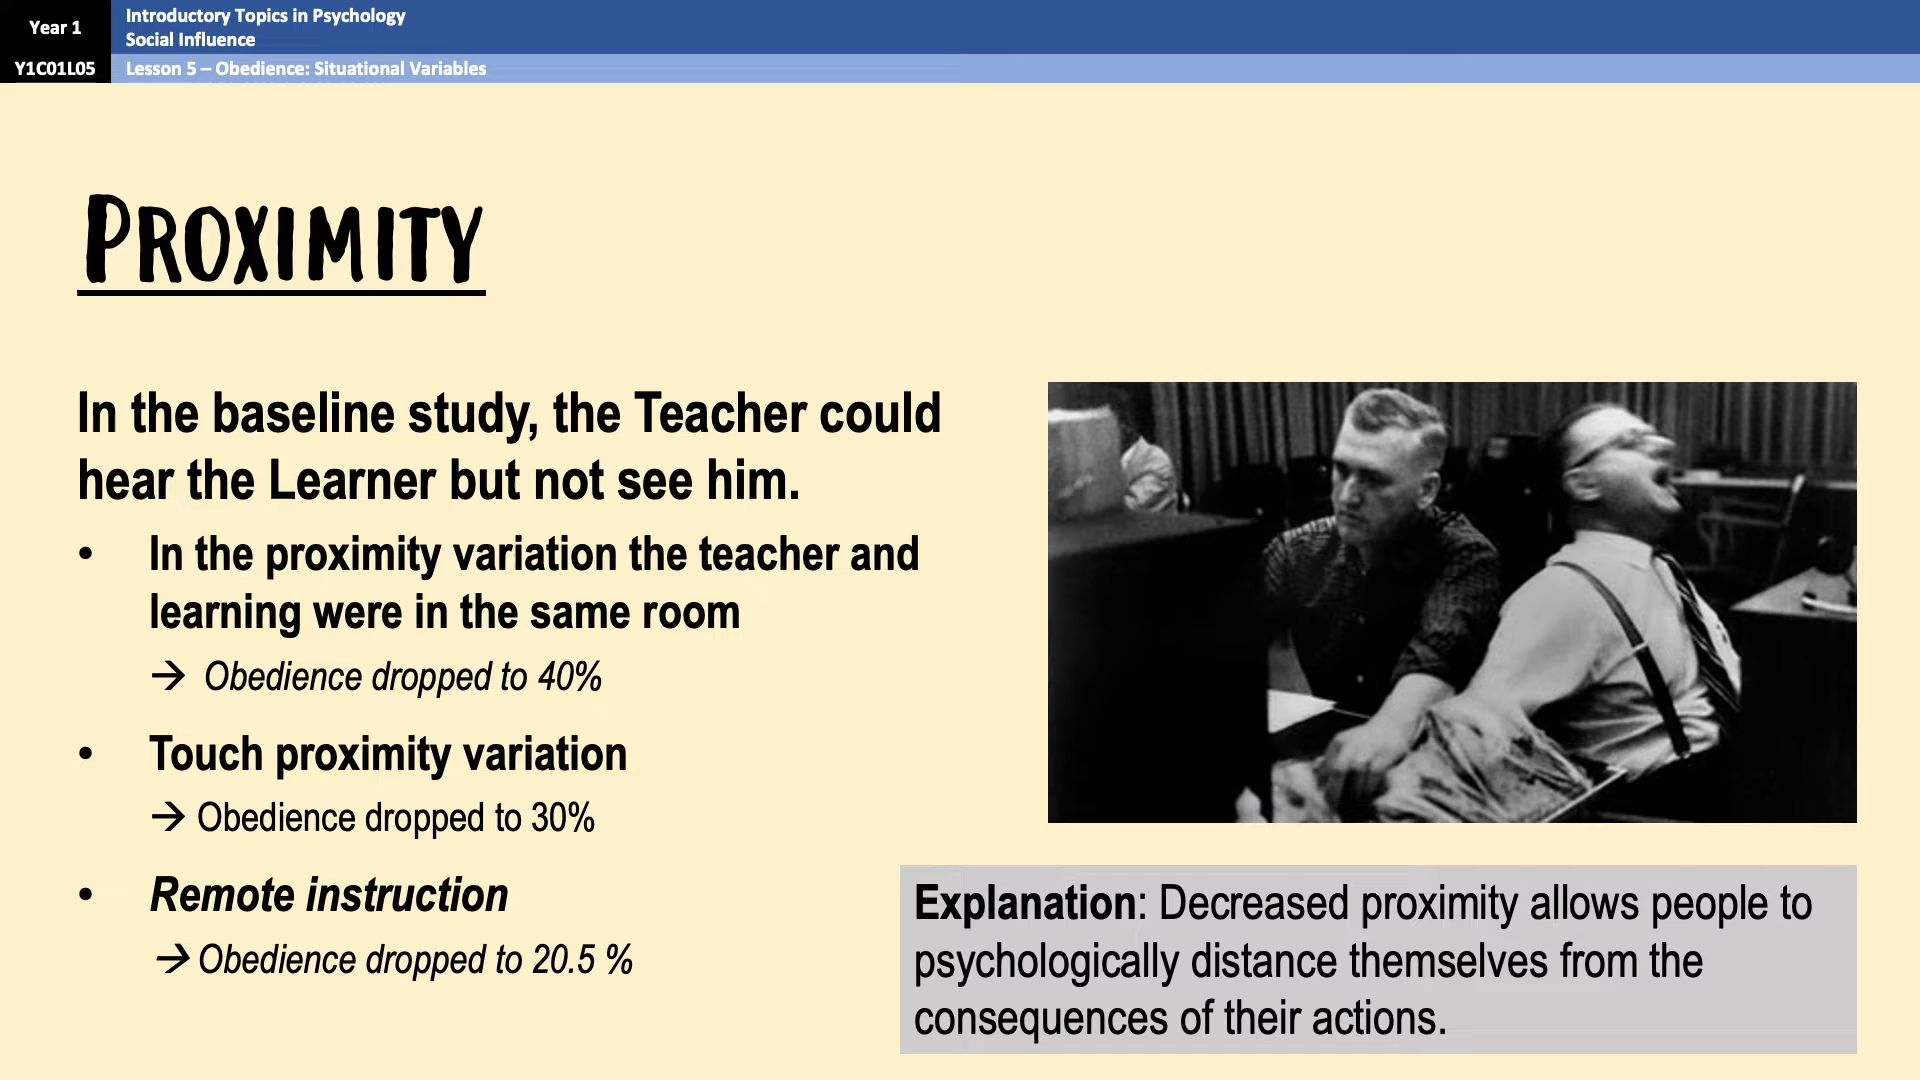 Year 1
Introductory Topics in Psychology
Social Influence
Y1C01L05
Lesson 5 – Obedience: Situational Variables
PROXIMITY
In the baseline study, the Teacher could
hear the Learner but not see him.
• In the proximity variation the teacher and
learning were in the same room
→ Obedience dropped to 40%
• Touch proximity variation
→ Obedience dropped to 30%
• Remote instruction
→ Obedience dropped to 20.5 %
Explanation: Decreased proximity allows people to
psychologically distance themselves from the
consequences of their actions.